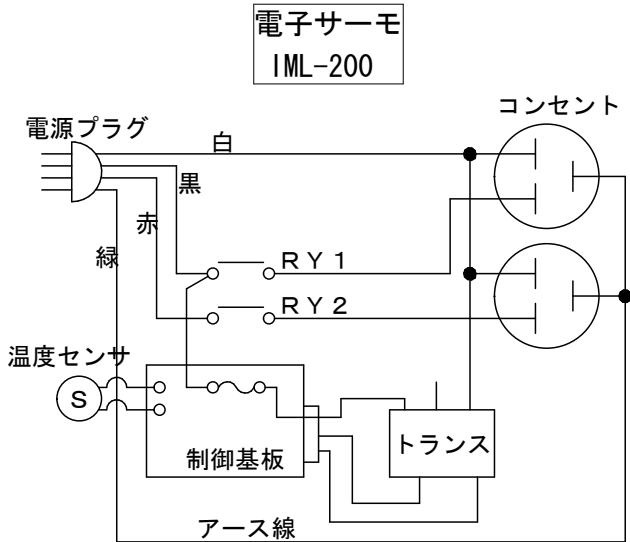 電子サーモ
IML-200
コンセント
電源プラグ
白
黒
赤
緑
RY1
RY2
温度センサ
S
制御基板
トランス
アース線